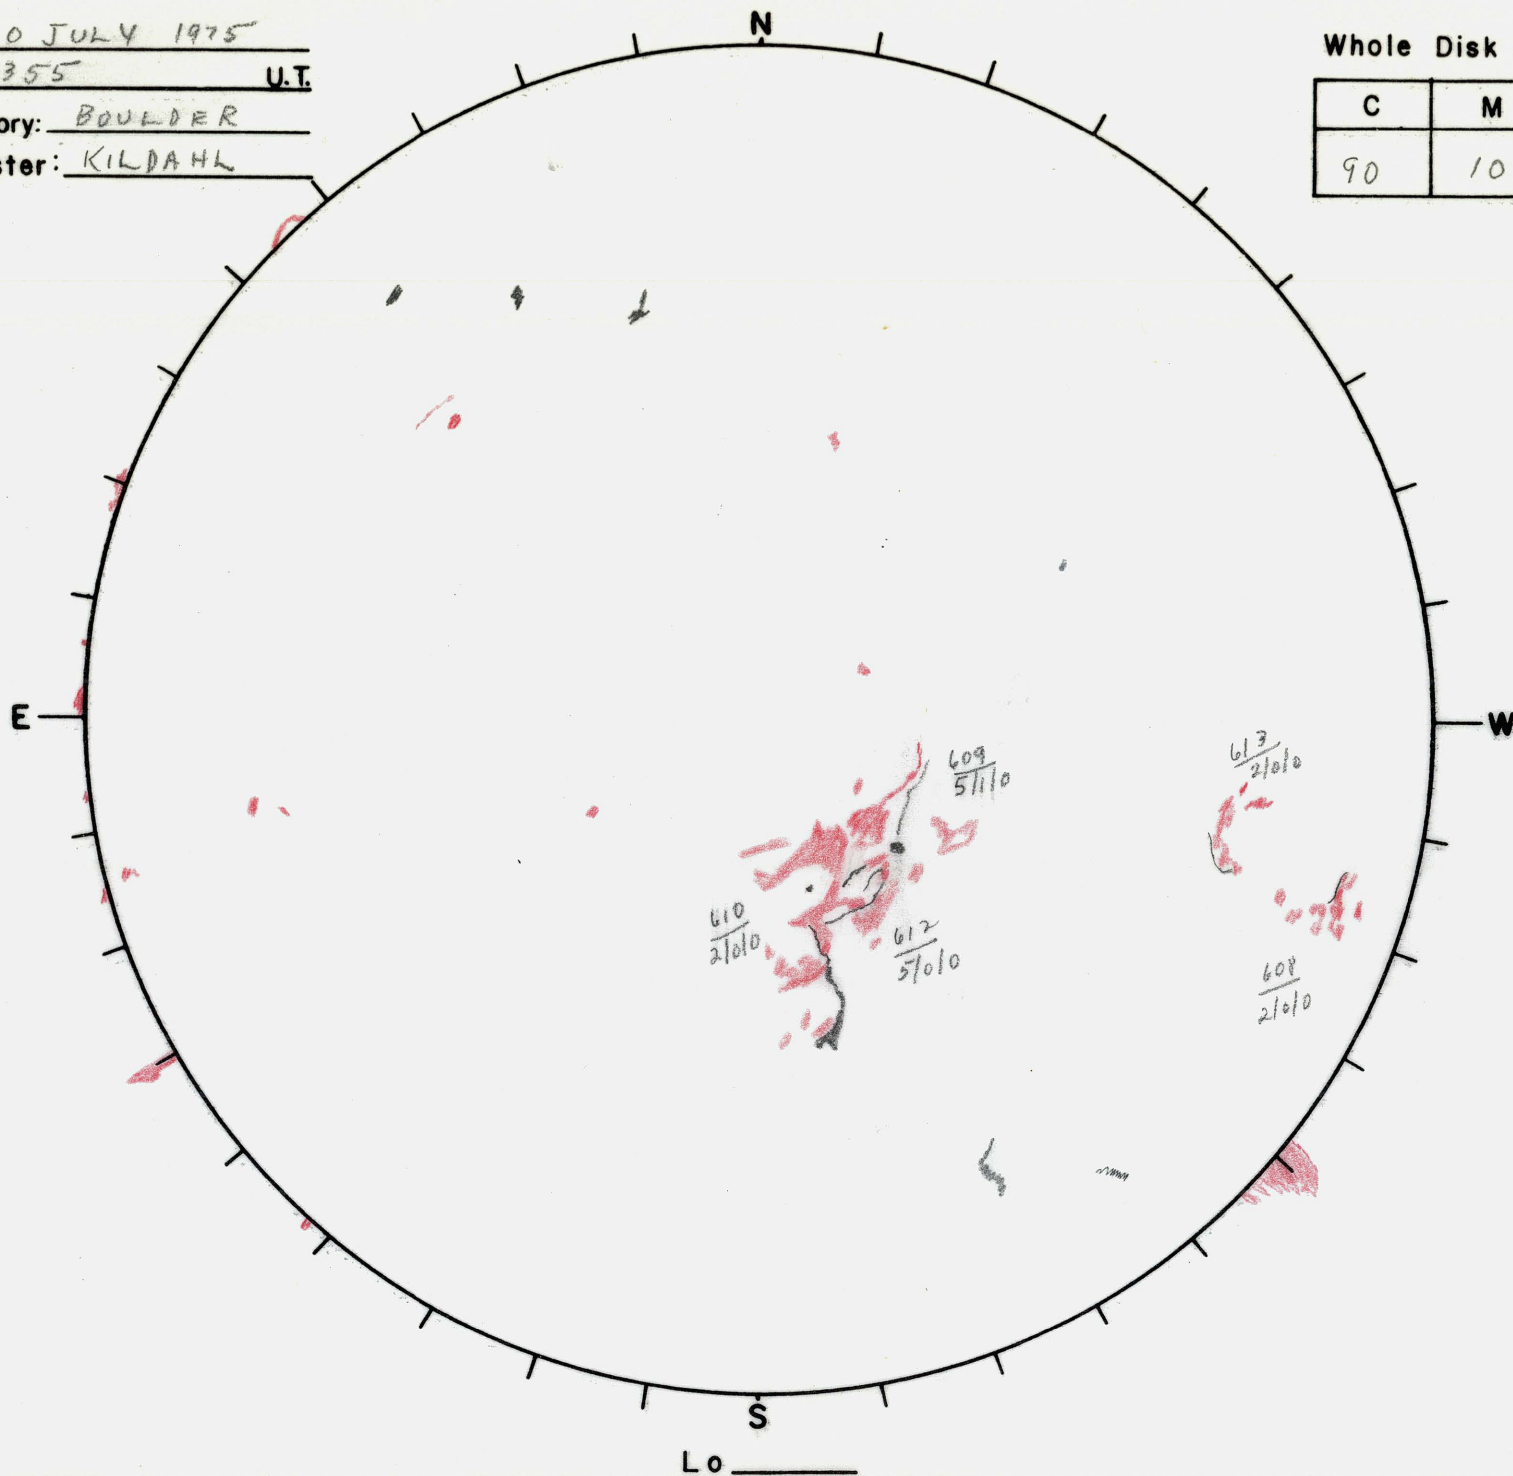 0 JULY 1975
355 U.T.
ory: BOULDER
ster: KILDAHL
N
Whole Disk
C M
90 10
E
W
609
5/1/0
613
2/0/0
610
2/0/0
612
5/0/0
608
2/0/0
S
Lo